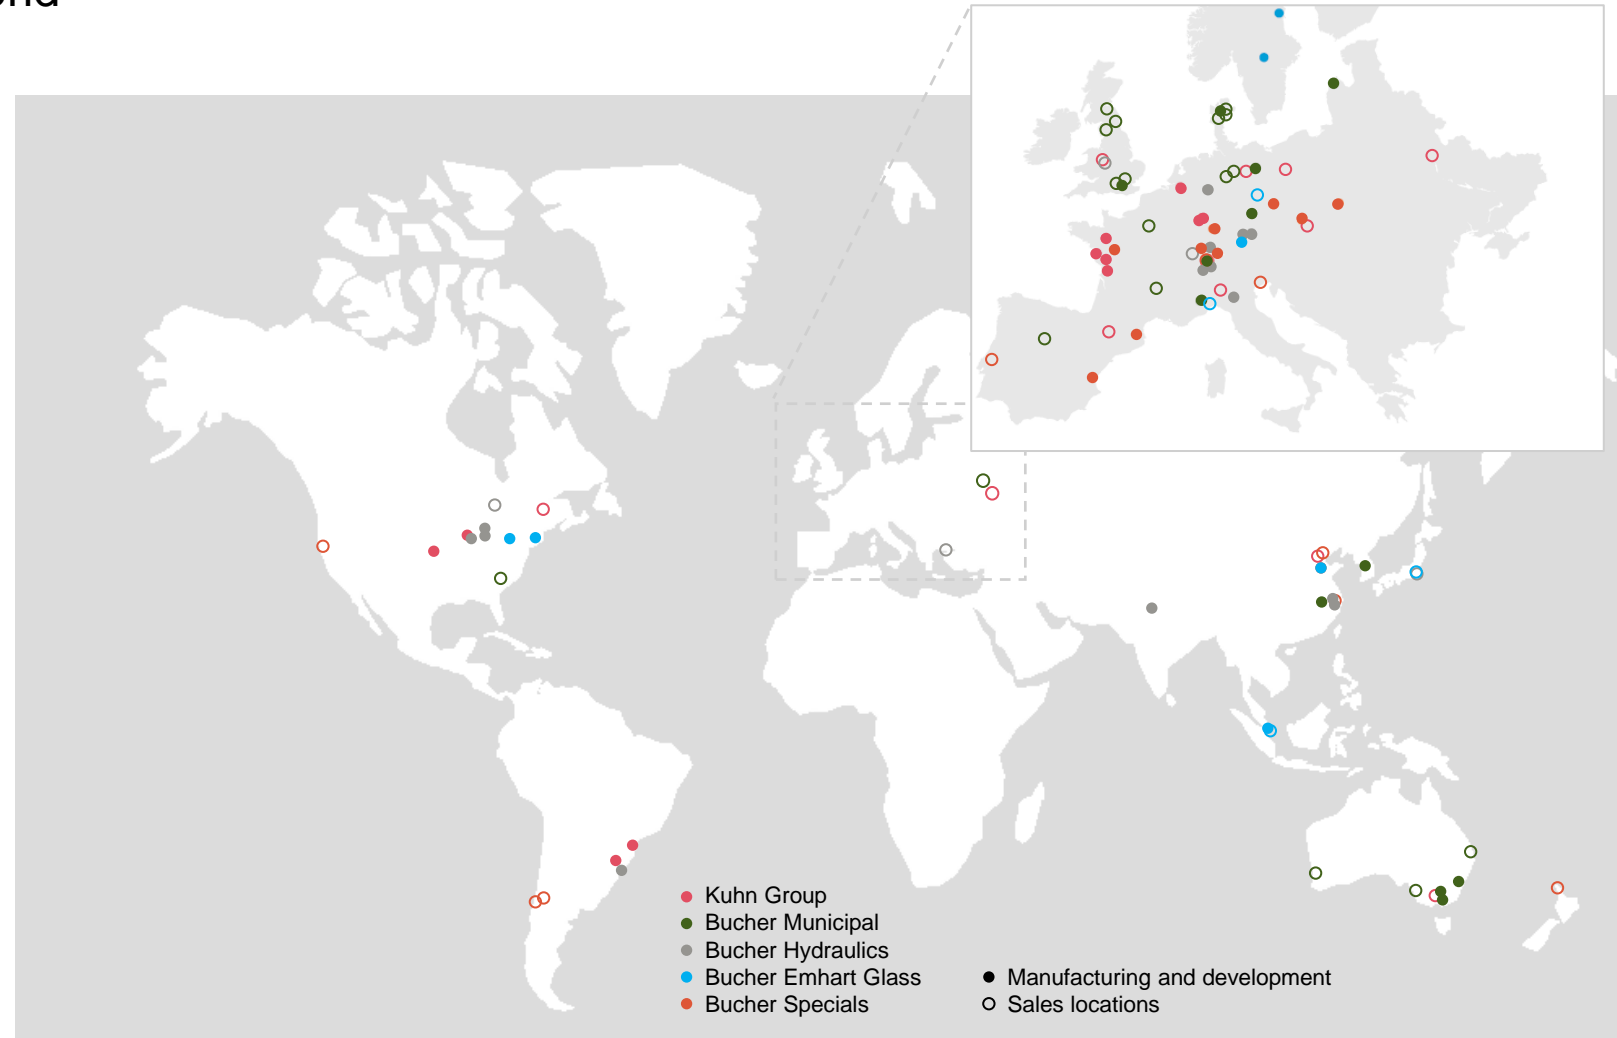 Kuhn Group
Bucher Municipal
Bucher Hydraulics
Bucher Emhart Glass
Bucher Specials
Manufacturing and development
Sales locations